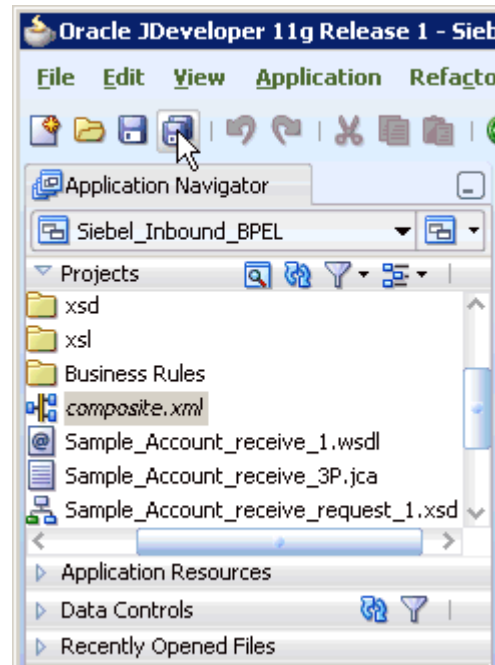 Oracle JDeveloper 11g Release 1 - Sieb
File Edit View Application Refacto
Application Navigator
Siebel_Inbound_BPEL
Projects
xsd
xsl
Business Rules
composite.xml
Sample_Account_receive_1.wsdl
Sample_Account_receive_3P.jca
Sample_Account_receive_request_1.xsd
Application Resources
Data Controls
Recently Opened Files